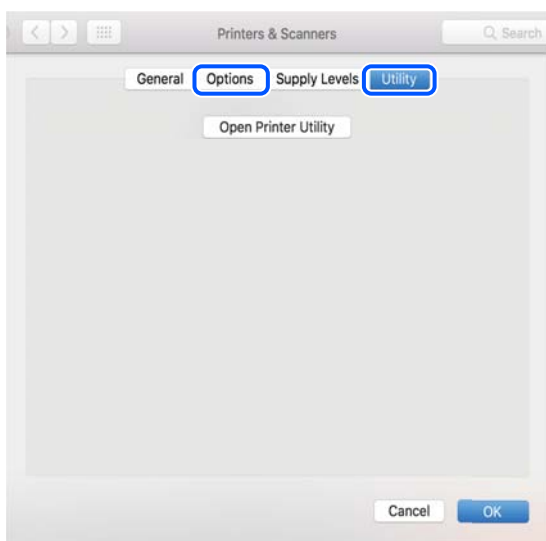 Printers & Scanners Search
General Options Supply Levels Utility
Open Printer Utility
Cancel OK